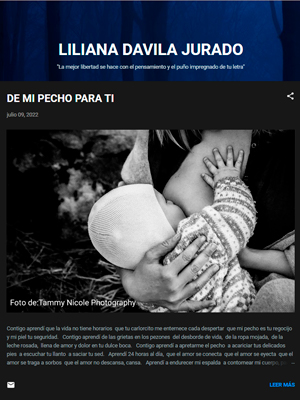 LILIANA DAVILA JURADO
"La mejor libertad se hace con el pensamiento y el puño impregnado de tu letra"
DE MI PECHO PARA TI
julio 09, 2022
Foto de:Tammy Nicole Photography
Contigo aprendí que la vida no tiene horarios que tu carlorcito me enternece cada despertar que mi pecho es tu regocijo
y mi piel tu seguridad. Contigo aprendí de las grietas en los pezones del desborde de vida, de la ropa mojada, de la
leche rosada, llena de amor y dolor en tu dulce boca. Contigo aprendí a apretarme el pecho a acariciar tus delicados
pies a escuchar tu llanto a saciar tu sed. Aprendí 24 horas al día, que el amor se conecta que el amor se eyecta que el
amor se traga a sorbos que el amor no descansa, cansa. Aprendí a endurecer mi espalda a contornear mi cuerpo
LEER MÁS